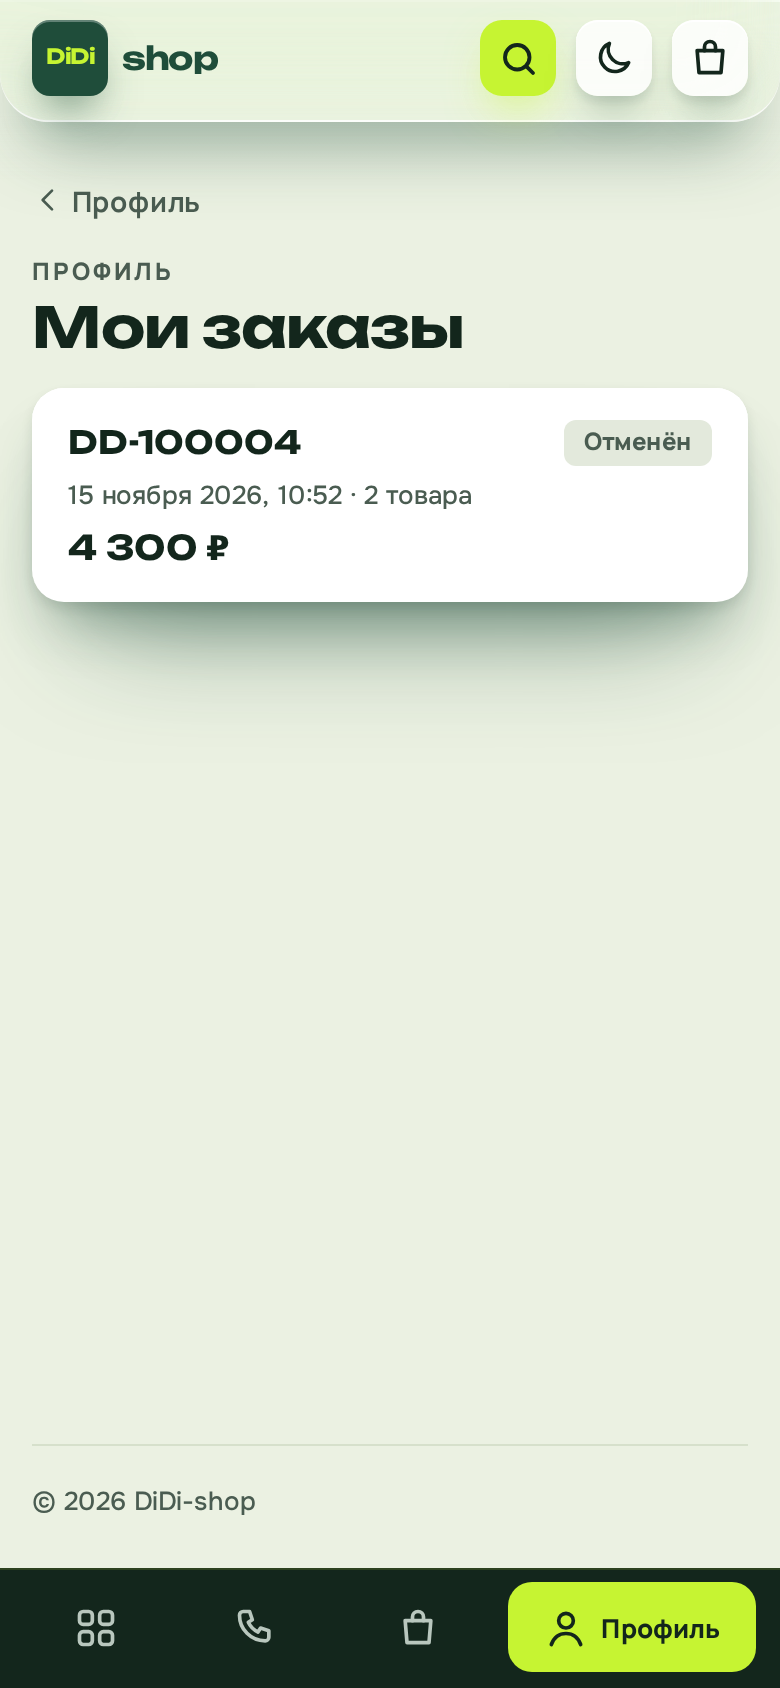 DiDi shop
Профиль
ПРОФИЛЬ
Мои заказы
DD-100004
Отменён
15 ноября 2026, 10:52 · 2 товара
4 300 ₽
© 2026 DiDi-shop
Профиль